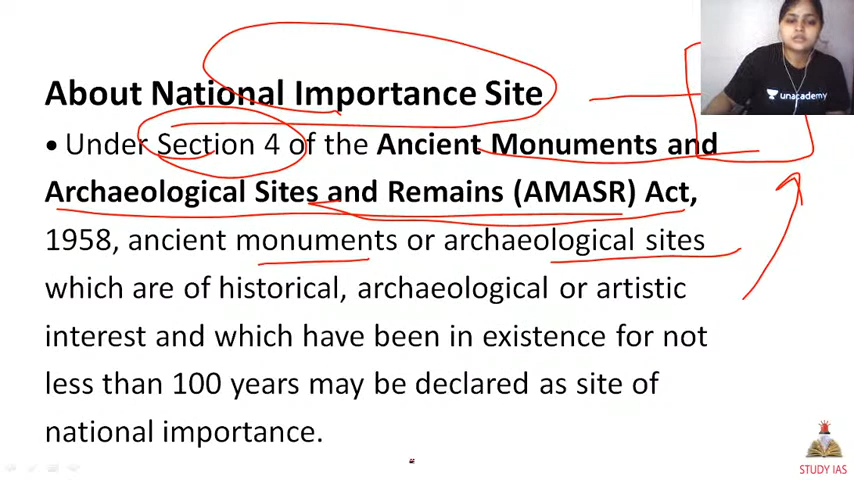 About National Importance Site
• Under Section 4 of the Ancient Monuments and
Archaeological Sites and Remains (AMASR) Act,
1958, ancient monuments or archaeological sites
which are of historical, archaeological or artistic
interest and which have been in existence for not
less than 100 years may be declared as site of
national importance.
unacademy
STUDY IAS